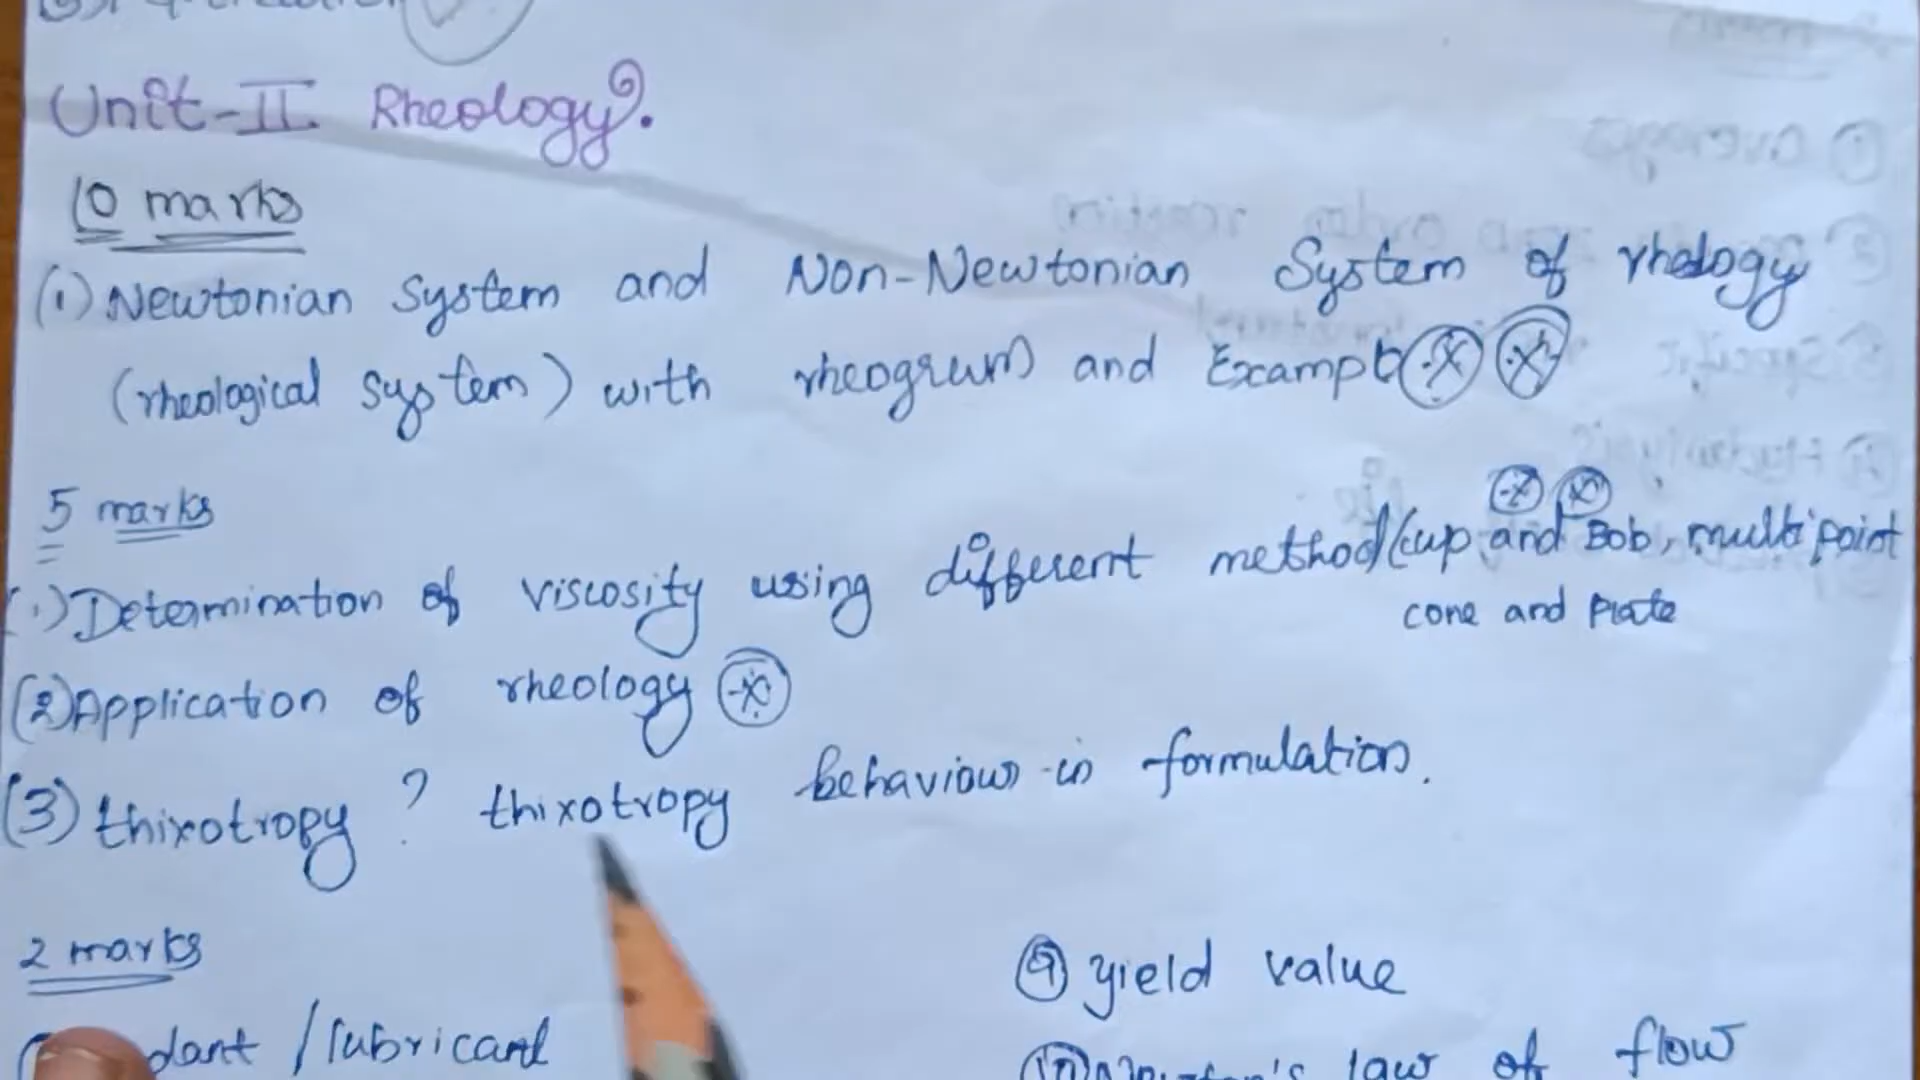 Unit-II Rheology?.
10 marks
(1) Newtonian system and Non-Newtonian System of rheology
(rheological system) with rheogram and Example
5 marks
(1) Determination of viscosity using different method (cup and Bob, multi point
cone and plate
(2) Application of rheology
(3) thixotropy ? thixotropy behaviour in formulation.
2 marks
/lubricant
(9) yield value
law of flow